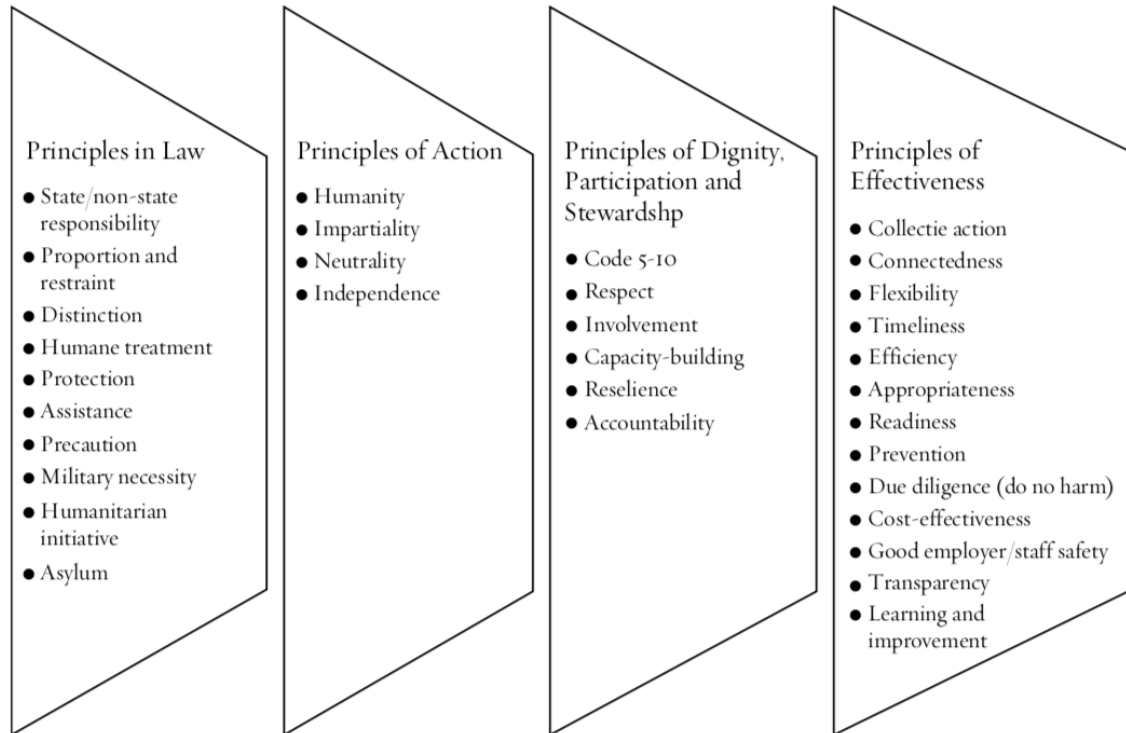 Principles in Law
● State/non-state
responsibility
● Proportion and
restraint
● Distinction
● Humane treatment
● Protection
● Assistance
● Precaution
● Military necessity
● Humanitarian
initiative
● Asylum
Principles of Action
● Humanity
● Impartiality
● Neutrality
● Independence
Principles of Dignity,
Participation and
Stewardshp
● Code 5-10
● Respect
● Involvement
● Capacity-building
● Reselience
● Accountability
Principles of
Effectiveness
● Collectie action
● Connectedness
● Flexibility
● Timeliness
● Efficiency
● Appropriateness
● Readiness
● Prevention
● Due diligence (do no harm)
● Cost-effectiveness
● Good employer/staff safety
● Transparency
● Learning and
improvement